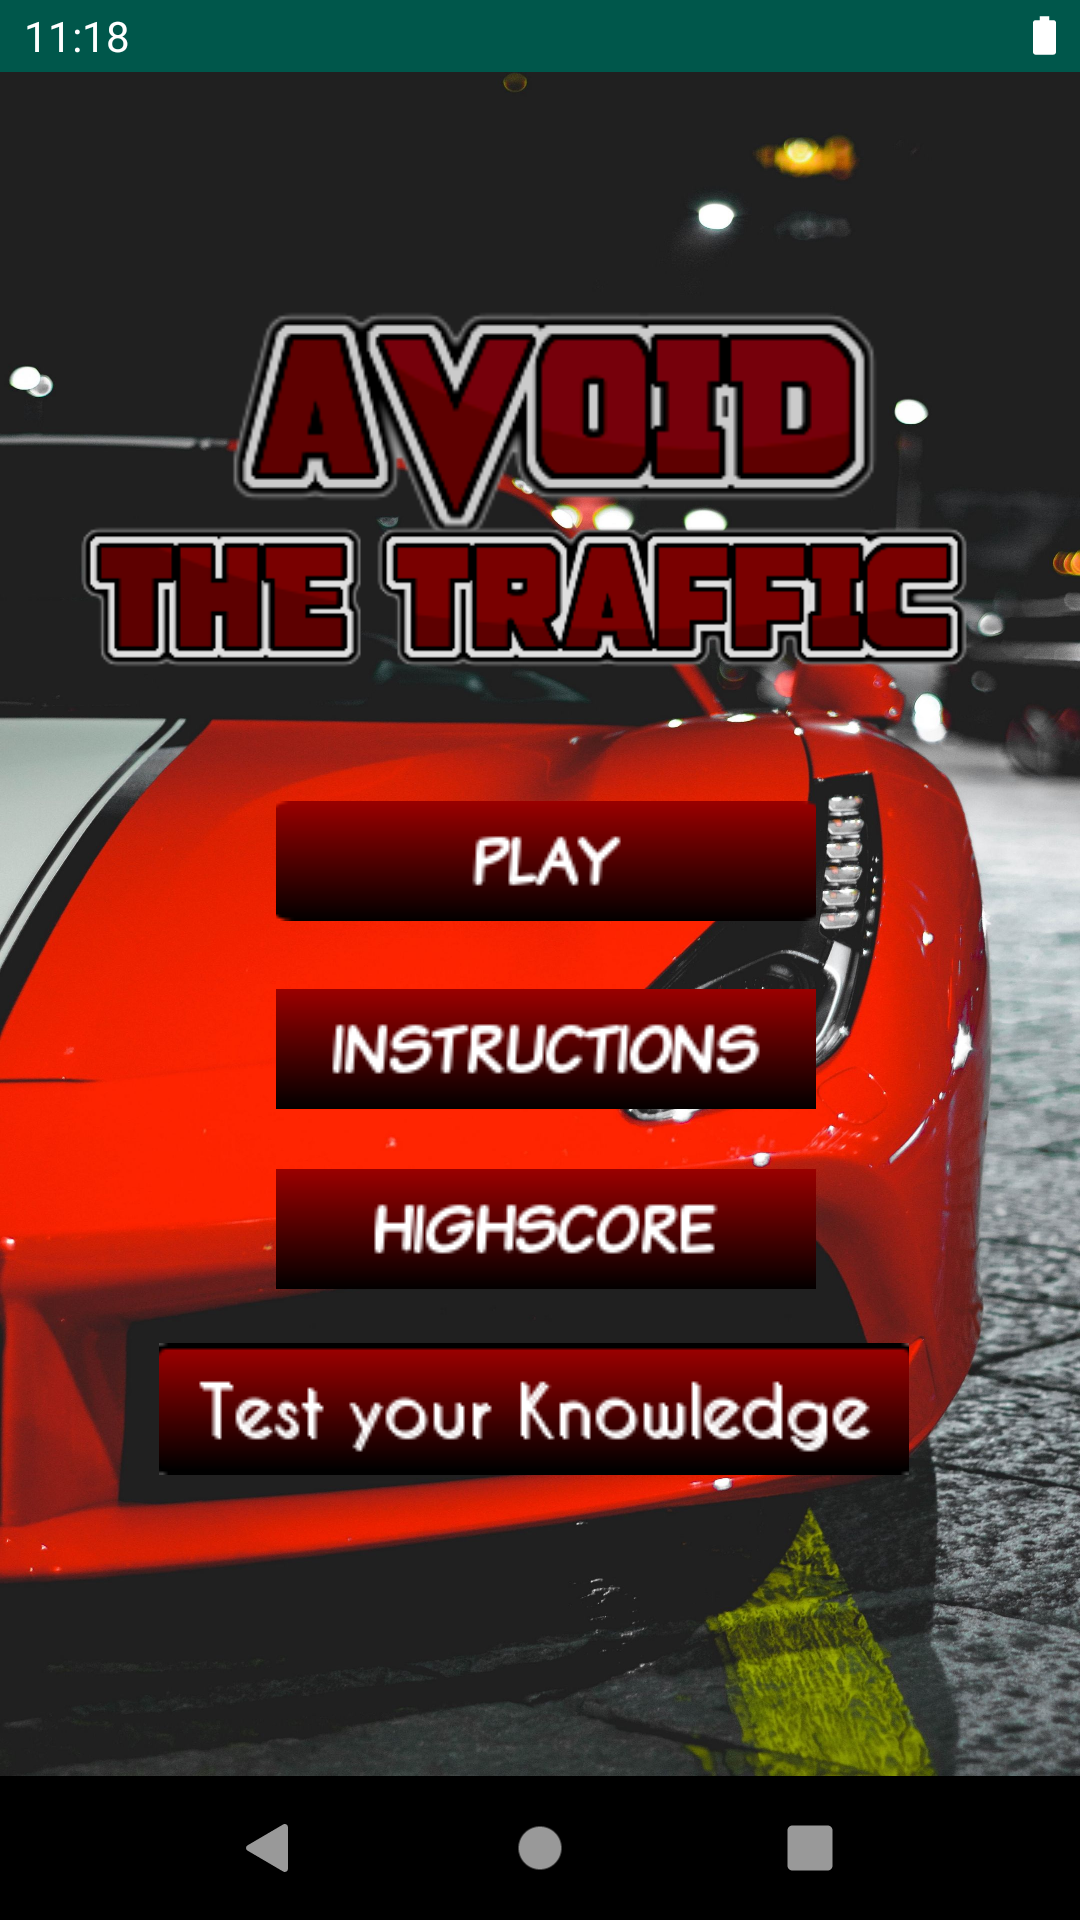 11:18
AVOID
THE TRAFFIC
PLAY
INSTRUCTIONS
HIGHSCORE
Test your Knowledge